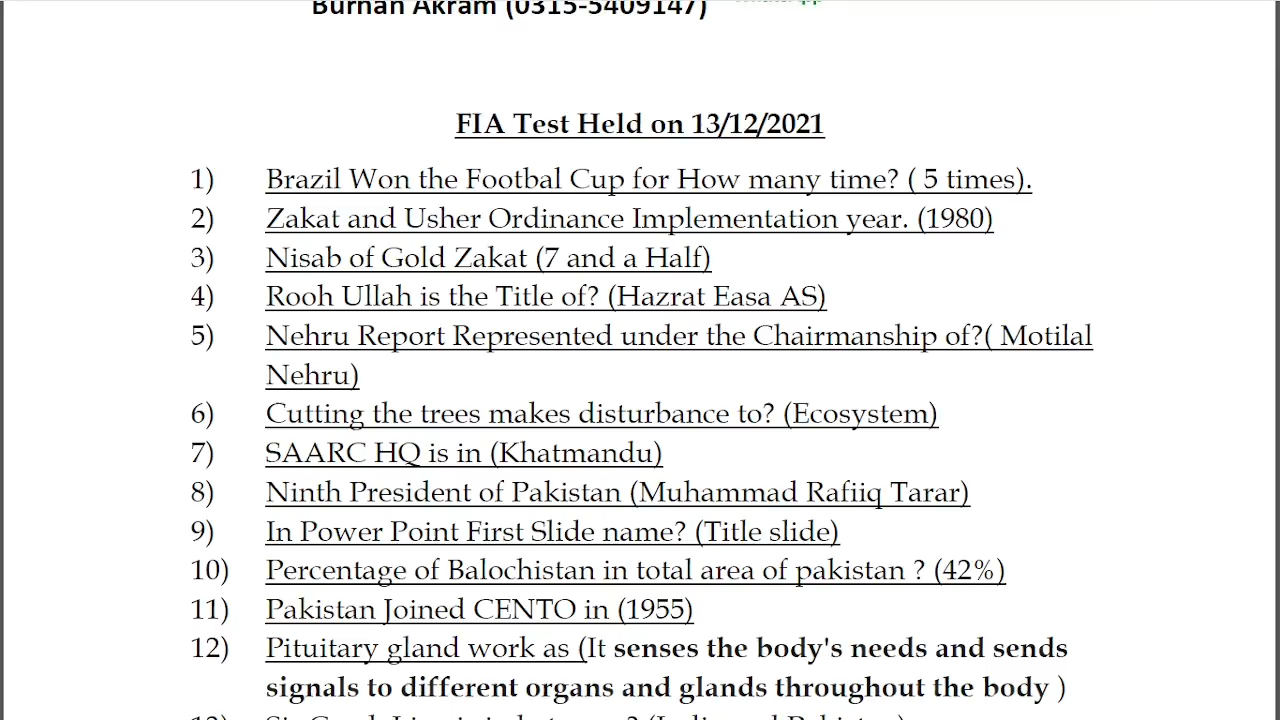 Burhan Akram (0315-5409147)
FIA Test Held on 13/12/2021
1) Brazil Won the Footbal Cup for How many time? ( 5 times).
2) Zakat and Usher Ordinance Implementation year. (1980)
3) Nisab of Gold Zakat (7 and a Half)
4) Rooh Ullah is the Title of? (Hazrat Easa AS)
5) Nehru Report Represented under the Chairmanship of?( Motilal
Nehru)
6) Cutting the trees makes disturbance to? (Ecosystem)
7) SAARC HQ is in (Khatmandu)
8) Ninth President of Pakistan (Muhammad Rafiiq Tarar)
9) In Power Point First Slide name? (Title slide)
10) Percentage of Balochistan in total area of pakistan ? (42%)
11) Pakistan Joined CENTO in (1955)
12) Pituitary gland work as (It senses the body's needs and sends
signals to different organs and glands throughout the body )